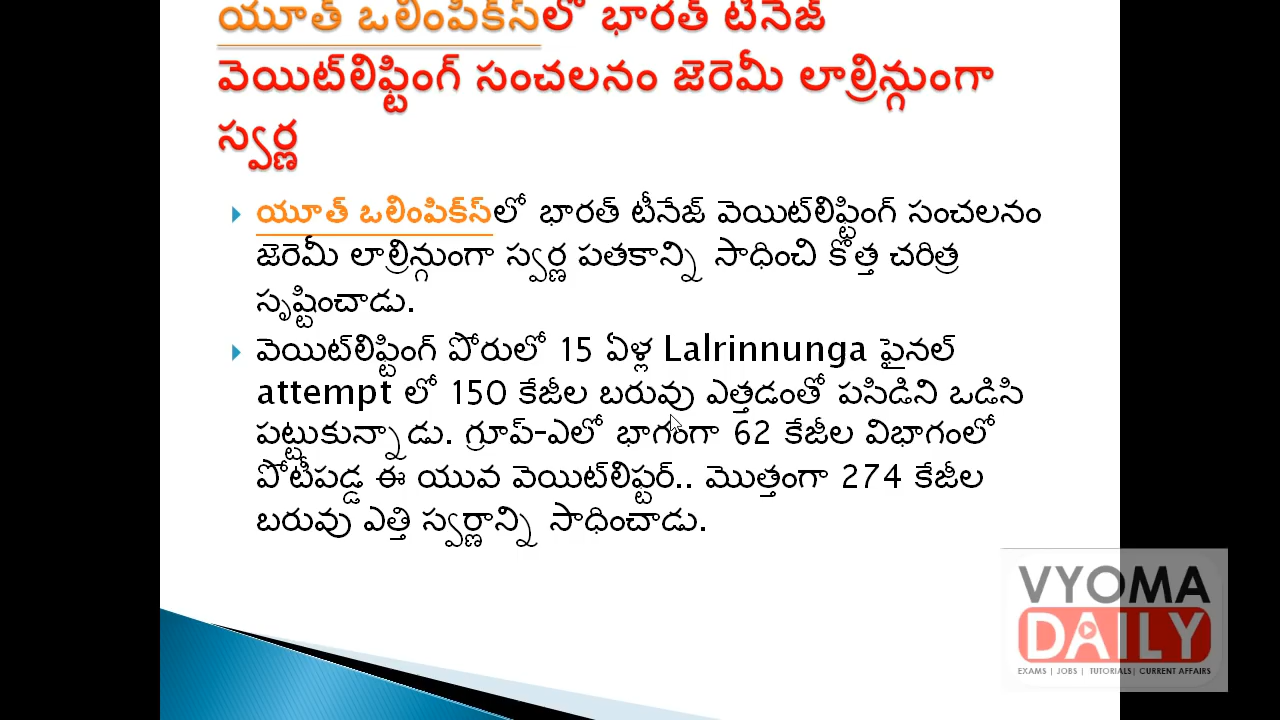 యూత్ ఒలింపిక్స్‌లో భారత్ టీనేజ్
వెయిట్‌లిఫ్టింగ్ సంచలనం జెరెమీ లాల్రిన్నుంగా
స్వర్ణ
యూత్ ఒలింపిక్స్‌లో భారత్ టీనేజ్ వెయిట్‌లిఫ్టింగ్ సంచలనం
జెరెమీ లాల్రిన్నుంగా స్వర్ణ పతకాన్ని సాధించి కొత్త చరిత్ర
సృష్టించాడు.
వెయిట్‌లిఫ్టింగ్ పోరులో 15 ఏళ్ల Lalrinnunga ఫైనల్
attempt లో 150 కేజీల బరువు ఎత్తడంతో పసిడిని ఒడిసి
పట్టుకున్నాడు. గ్రూప్-ఎలో భాగంగా 62 కేజీల విభాగంలో
పోటీపడ్డ ఈ యువ వెయిట్‌లిఫ్టర్.. మొత్తంగా 274 కేజీల
బరువు ఎత్తి స్వర్ణాన్ని సాధించాడు.
VYOMA
DAILY
EXAMS | JOBS | TUTORIALS | CURRENT AFFAIRS